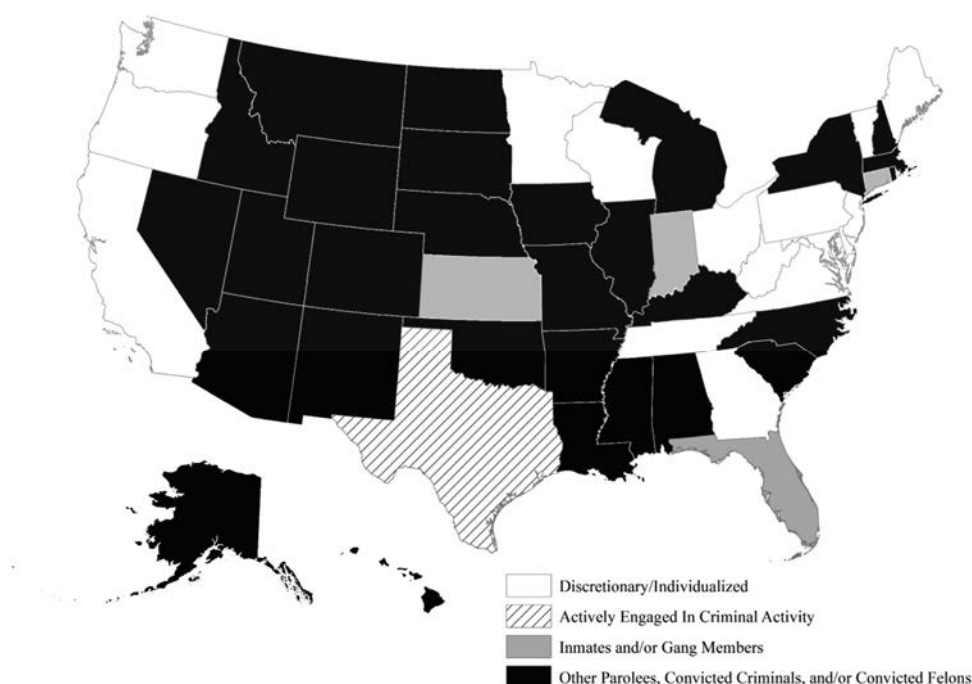 Discretionary/Individualized
Actively Engaged In Criminal Activity
Inmates and/or Gang Members
Other Parolees, Convicted Criminals, and/or Convicted Felons